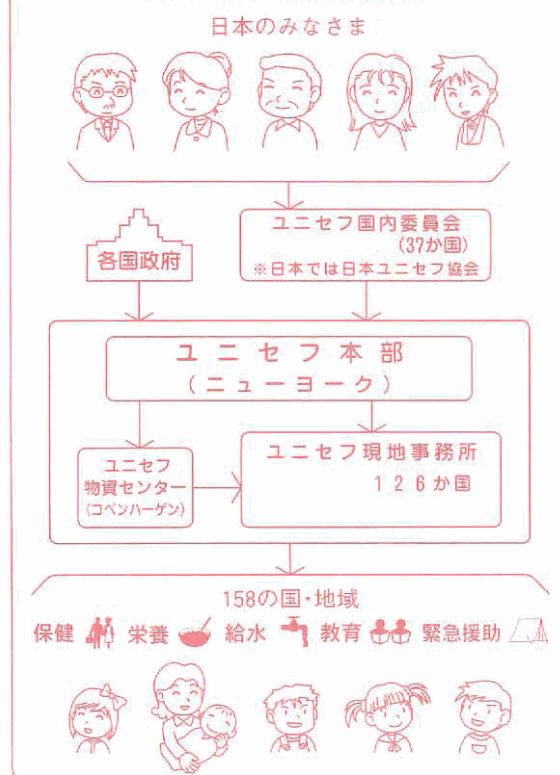 日本のみなさま
ユニセフ国内委員会
(37か国)
※日本では日本ユニセフ協会
各国政府
ユニセフ本部
(ニューヨーク)
ユニセフ
物資センター
(コペンハーゲン)
ユニセフ現地事務所
126か国
158の国・地域
保健 栄養 給水 教育 緊急援助